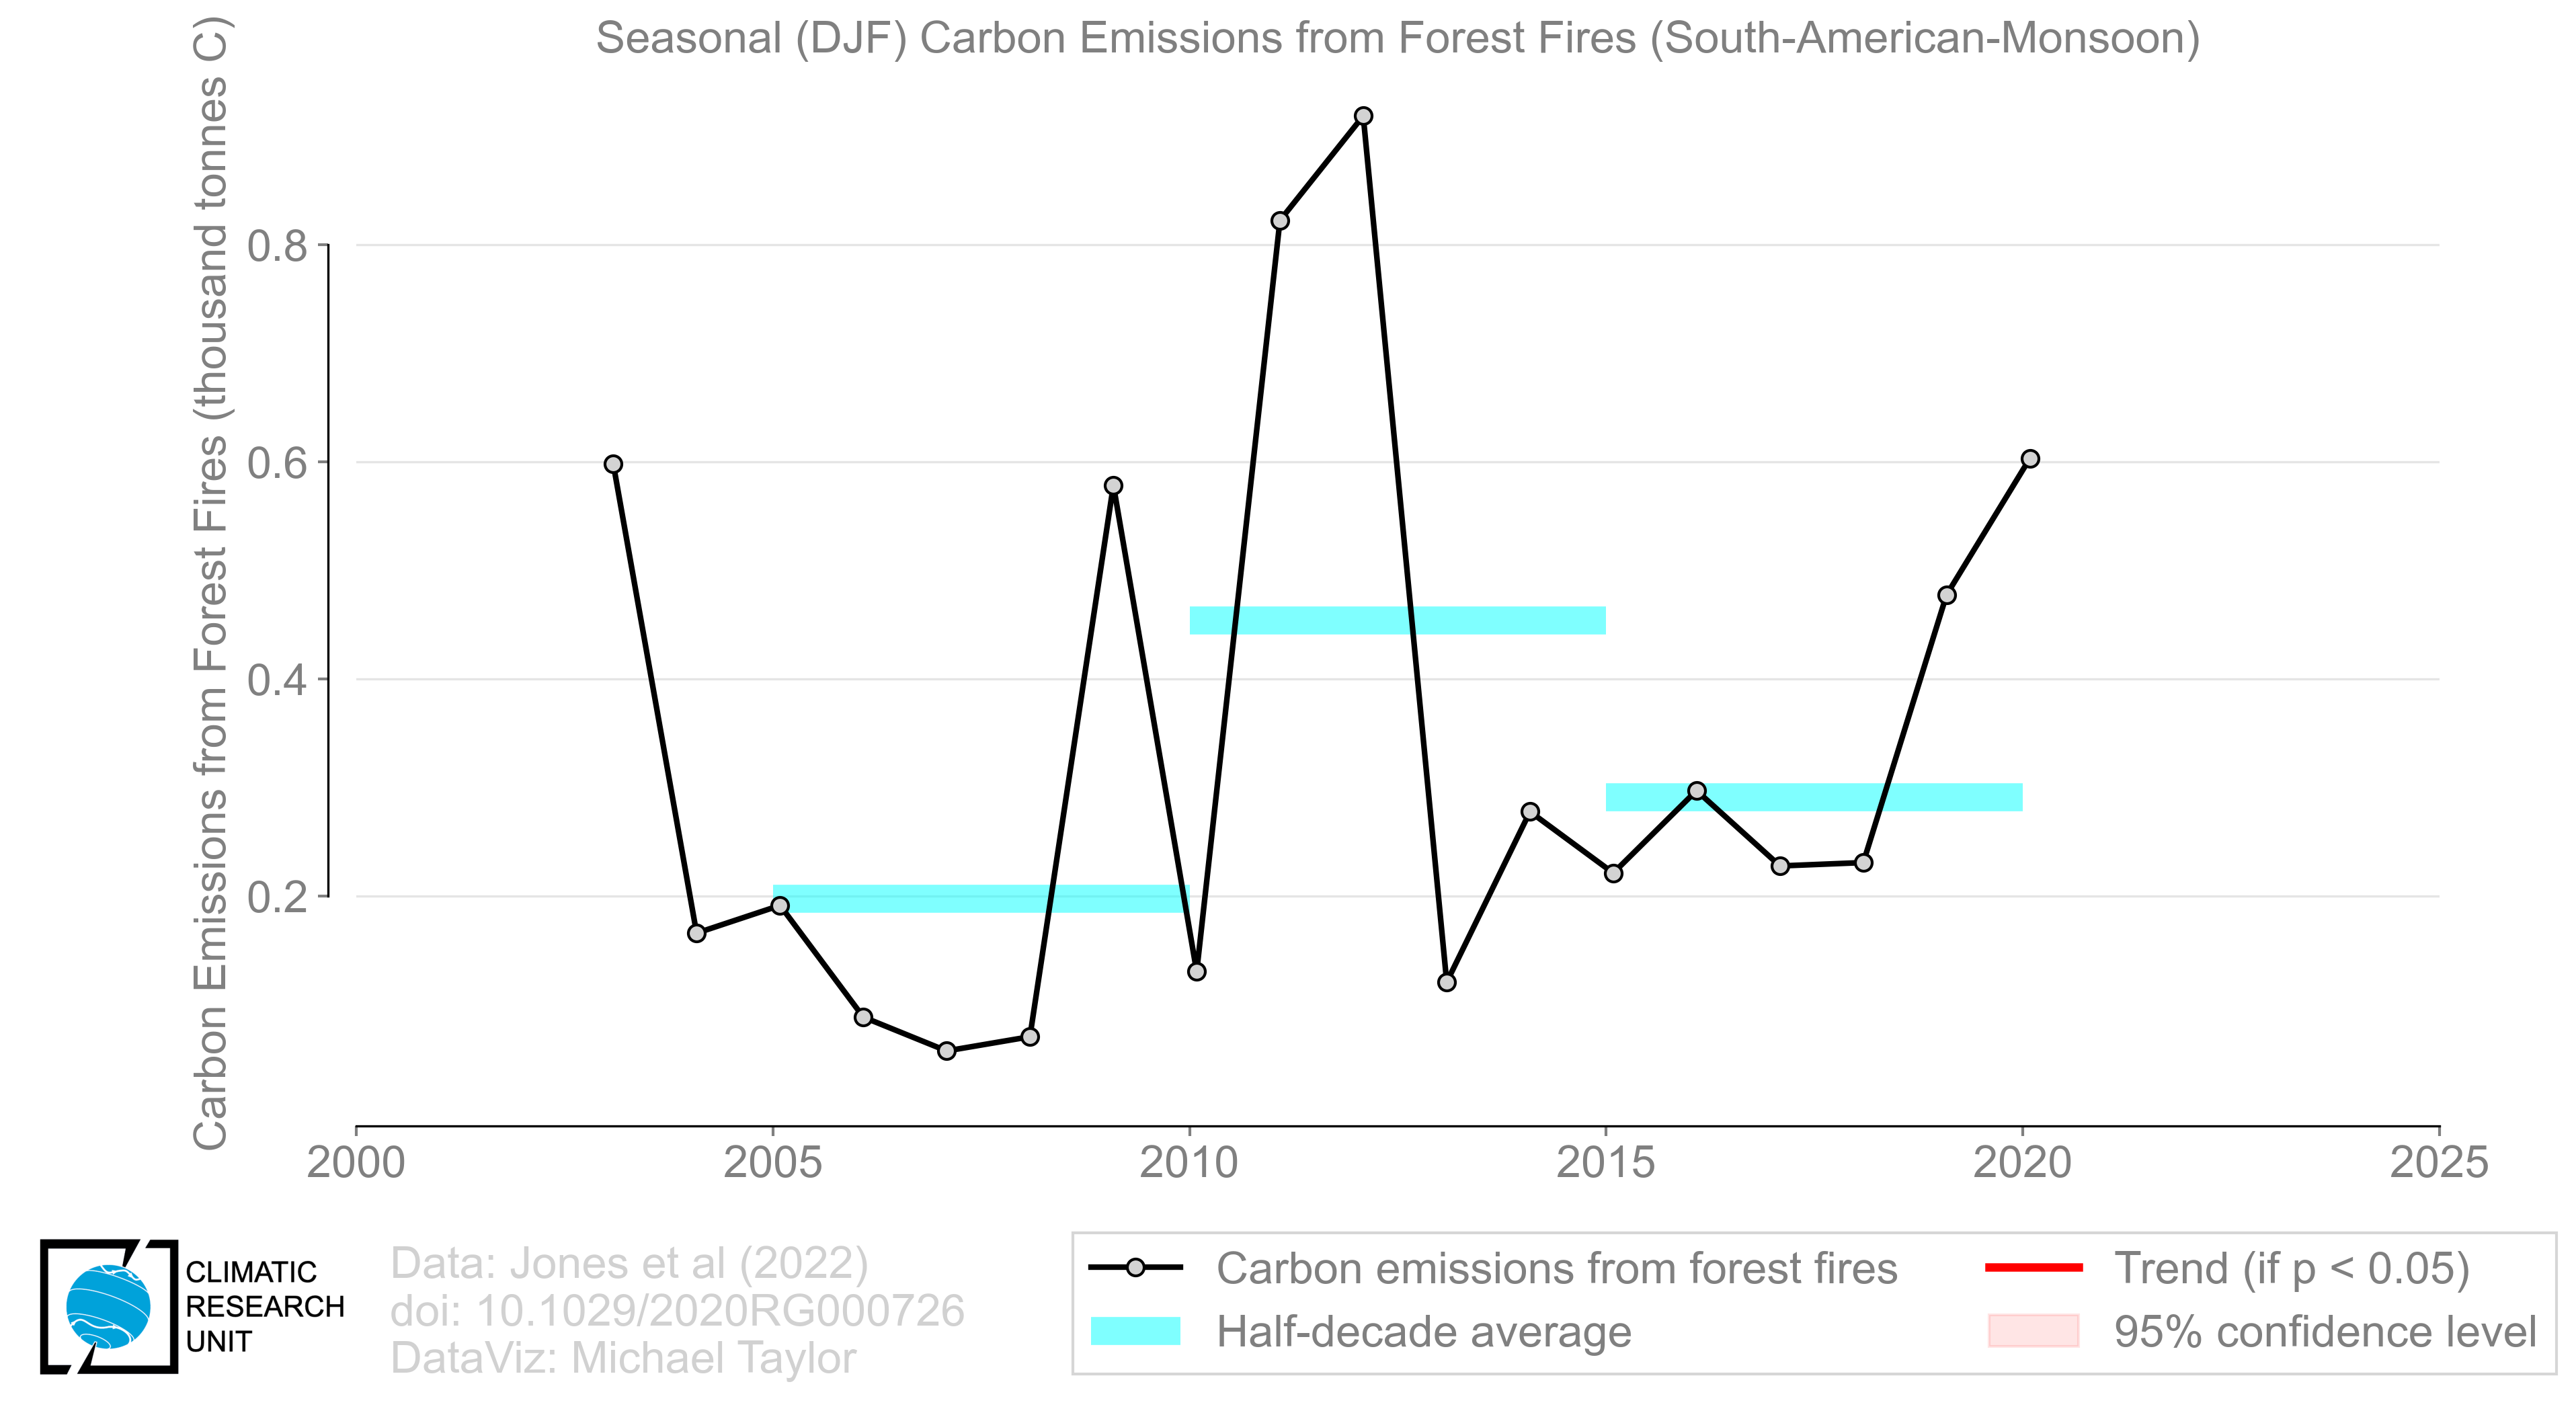 Seasonal (DJF) Carbon Emissions from Forest Fires (South-American-Monsoon)
Carbon Emissions from Forest Fires (thousand tonnes C)
0.8
0.6
0.4
0.2
2000
2005
2010
2015
2020
2025
CLIMATIC
RESEARCH
UNIT
Data: Jones et al (2022)
doi: 10.1029/2020RG000726
DataViz: Michael Taylor
Carbon emissions from forest fires
Half-decade average
Trend (if p < 0.05)
95% confidence level